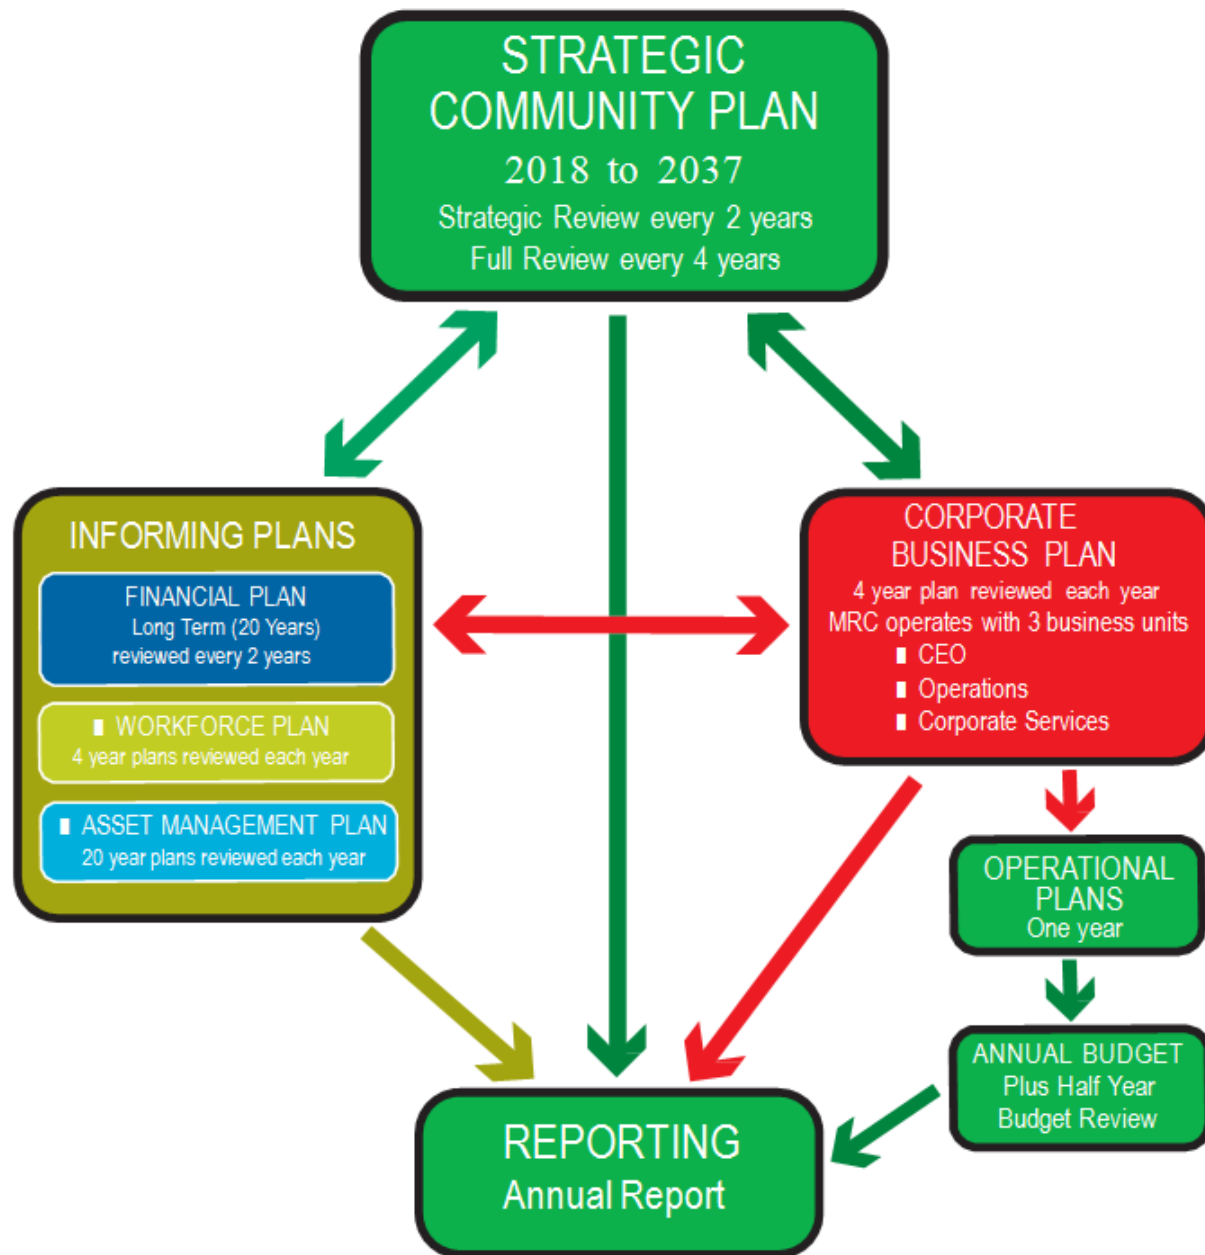 STRATEGIC
COMMUNITY PLAN
2018 to 2037
Strategic Review every 2 years
Full Review every 4 years
INFORMING PLANS
FINANCIAL PLAN
Long Term (20 Years)
reviewed every 2 years
WORKFORCE PLAN
4 year plans reviewed each year
ASSET MANAGEMENT PLAN
20 year plans reviewed each year
CORPORATE
BUSINESS PLAN
4 year plan reviewed each year
MRC operates with 3 business units
CEO
Operations
Corporate Services
OPERATIONAL
PLANS
One year
ANNUAL BUDGET
Plus Half Year
Budget Review
REPORTING
Annual Report